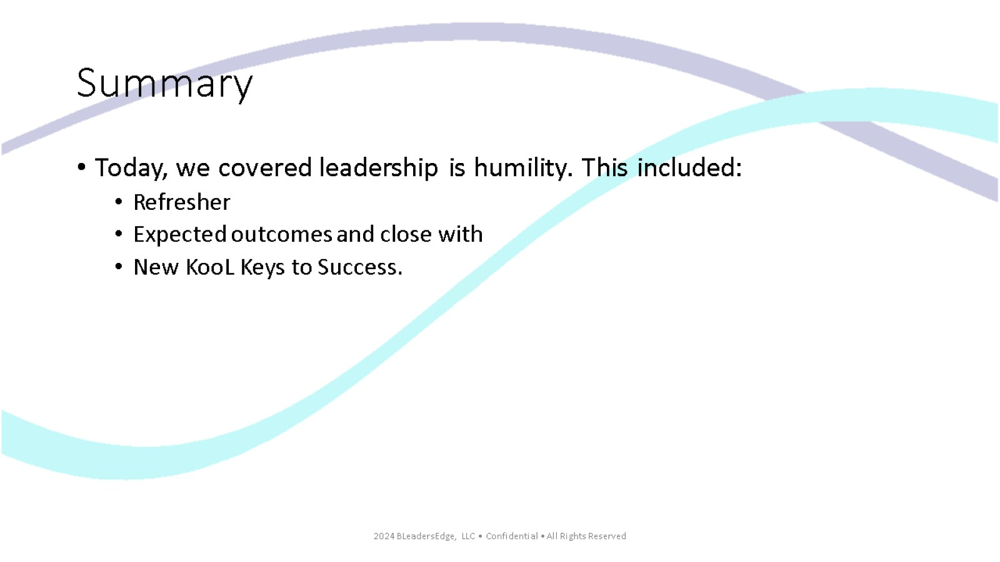 Summary
• Today, we covered leadership is humility. This included:
• Refresher
• Expected outcomes and close with
• New KooL Keys to Success.
2024 BLeadersEdge, LLC • Confidential • All Rights Reserved